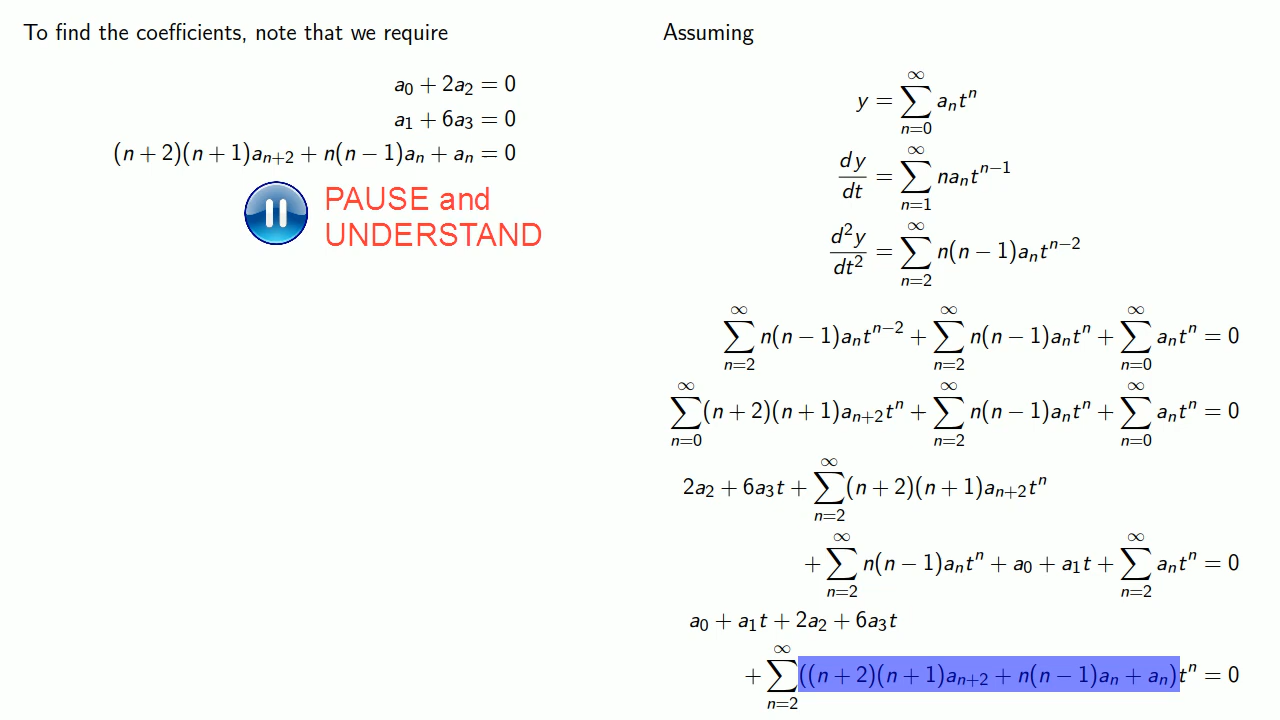 To find the coefficients, note that we require
a₀ + 2a₂ = 0
a₁ + 6a₃ = 0
(n + 2)(n + 1)aₙ₊₂ + n(n − 1)aₙ + aₙ = 0
PAUSE and
UNDERSTAND
Assuming
y = ∑_{n=0}^{∞} aₙtⁿ
dy/dt = ∑_{n=1}^{∞} naₙtⁿ⁻¹
d²y/dt² = ∑_{n=2}^{∞} n(n − 1)aₙtⁿ⁻²
∑_{n=2}^{∞} n(n − 1)aₙtⁿ⁻² + ∑_{n=2}^{∞} n(n − 1)aₙtⁿ + ∑_{n=0}^{∞} aₙtⁿ = 0
∑_{n=0}^{∞} (n + 2)(n + 1)aₙ₊₂tⁿ + ∑_{n=2}^{∞} n(n − 1)aₙtⁿ + ∑_{n=0}^{∞} aₙtⁿ = 0
2a₂ + 6a₃t + ∑_{n=2}^{∞} (n + 2)(n + 1)aₙ₊₂tⁿ
+ ∑_{n=2}^{∞} n(n − 1)aₙtⁿ + a₀ + a₁t + ∑_{n=2}^{∞} aₙtⁿ = 0
a₀ + a₁t + 2a₂ + 6a₃t
+ ∑_{n=2}^{∞} ((n + 2)(n + 1)aₙ₊₂ + n(n − 1)aₙ + aₙ)tⁿ = 0